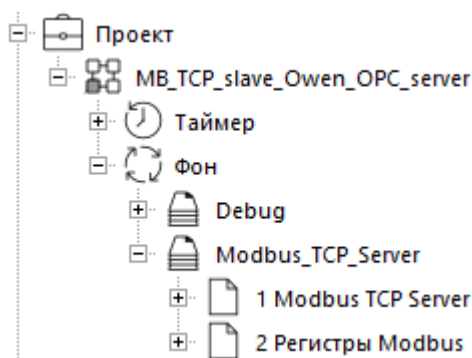 Проект
MB_TCP_slave_Owen_OPC_server
Таймер
Фон
Debug
Modbus_TCP_Server
1 Modbus TCP Server
2 Регистры Modbus